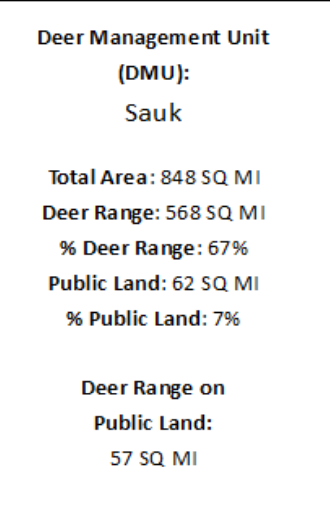 Deer Management Unit
(DMU):
Sauk
Total Area: 848 SQ MI
Deer Range: 568 SQ MI
% Deer Range: 67%
Public Land: 62 SQ MI
% Public Land: 7%
Deer Range on
Public Land:
57 SQ MI